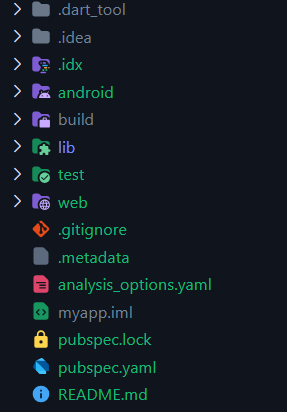 .dart_tool
.idea
.idx
android
build
lib
test
web
.gitignore
.metadata
analysis_options.yaml
myapp.iml
pubspec.lock
pubspec.yaml
README.md